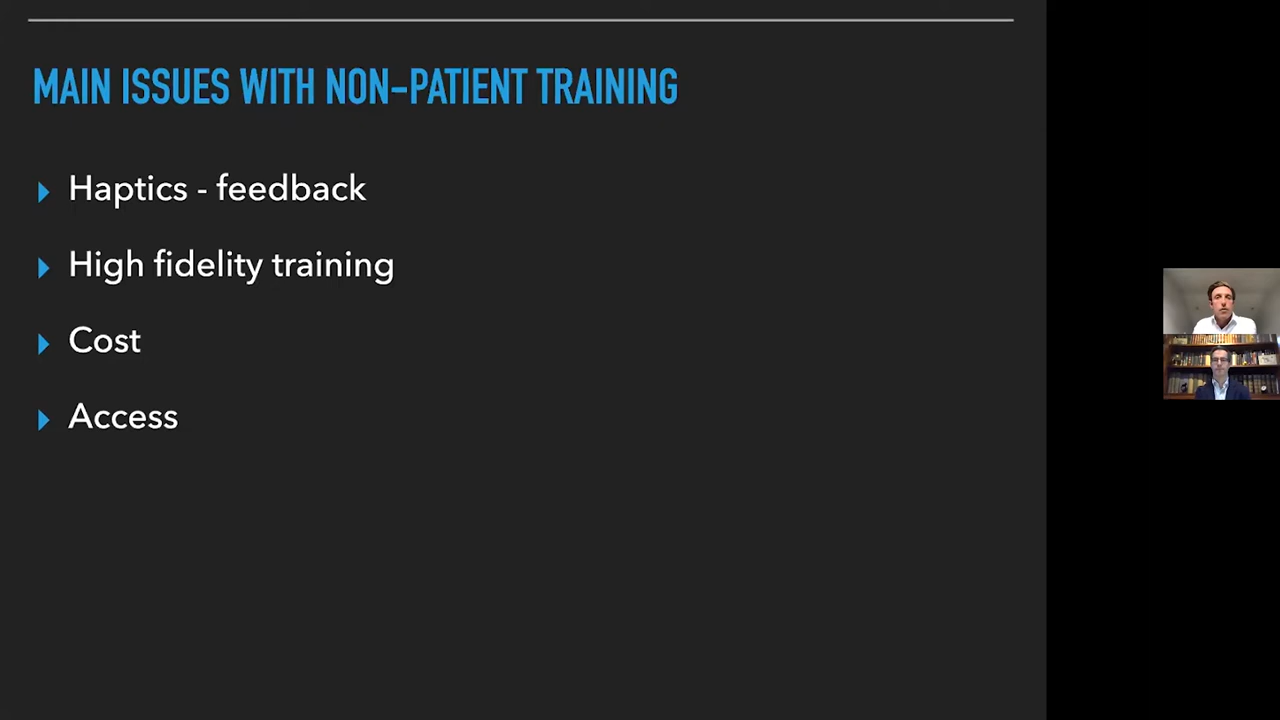 MAIN ISSUES WITH NON-PATIENT TRAINING
Haptics - feedback
High fidelity training
Cost
Access